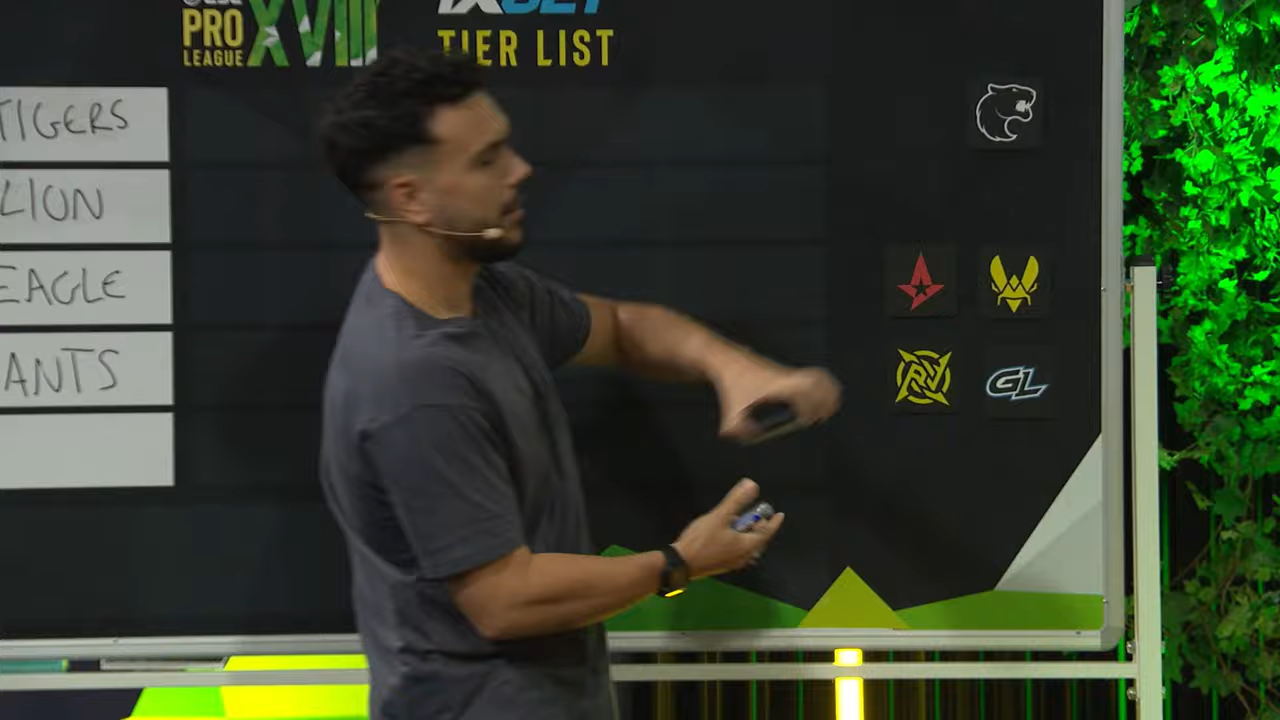 PRO
LEAGUE
XVIII
TIER LIST
TIGERS
LION
EAGLE
ANTS
GL